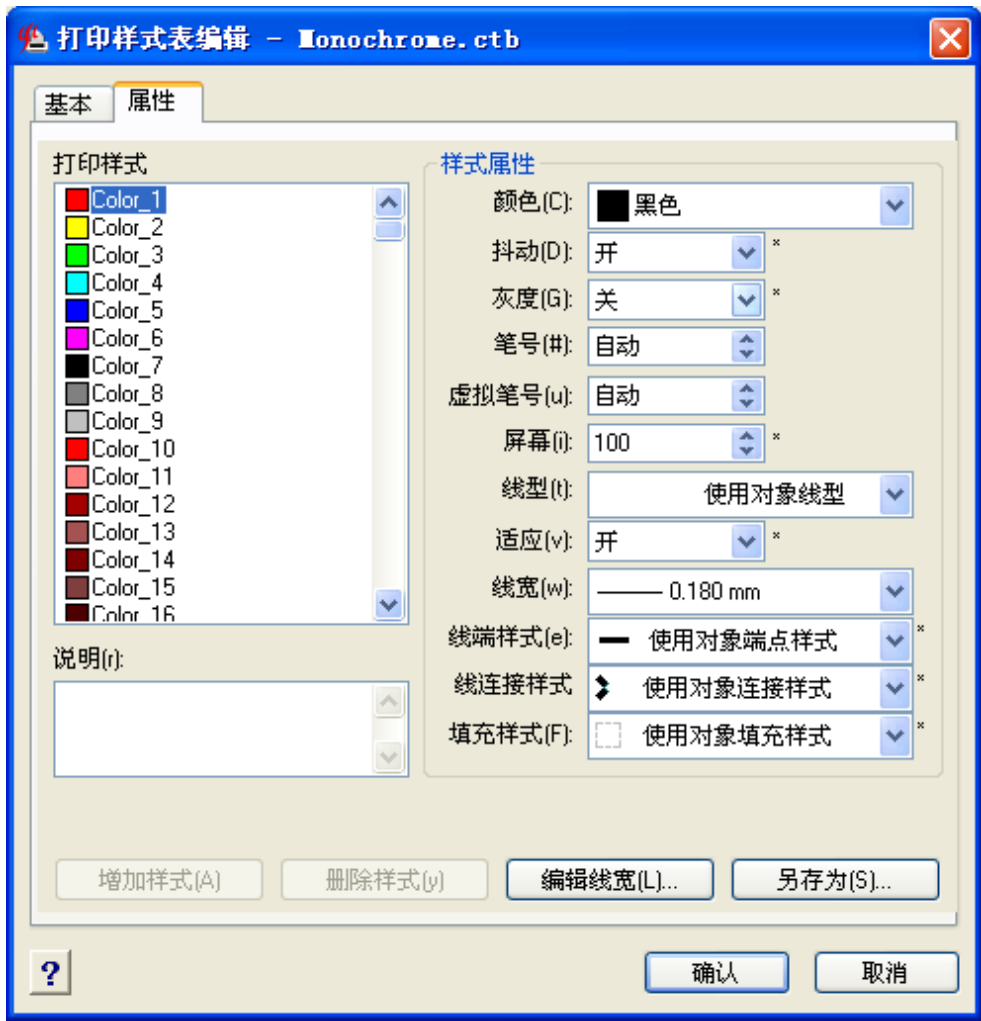 打印样式表编辑 - Monochrome.ctb
基本
属性
打印样式
Color_1
Color_2
Color_3
Color_4
Color_5
Color_6
Color_7
Color_8
Color_9
Color_10
Color_11
Color_12
Color_13
Color_14
Color_15
Color_16
说明(r):
样式属性
颜色(C): 黑色
抖动(D): 开 ×
灰度(G): 关 ×
笔号(#): 自动
虚拟笔号(u): 自动
屏幕(i): 100 ×
线型(t): 使用对象线型
适应(v): 开 ×
线宽(w): 0.180 mm
线端样式(e): 使用对象端点样式 ×
线连接样式 使用对象连接样式 ×
填充样式(F): 使用对象填充样式 ×
增加样式(A) 删除样式(y) 编辑线宽(L)... 另存为(S)...
? 确认 取消